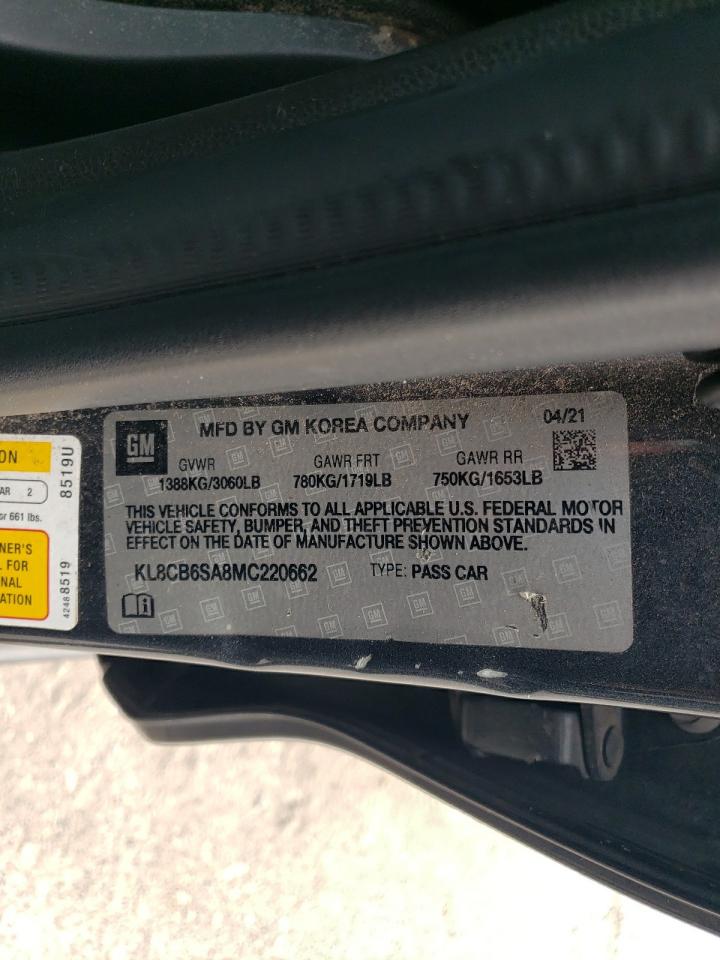 GM
MFD BY GM KOREA COMPANY
04/21
GVWR GAWR FRT GAWR RR
1388KG/3060LB 780KG/1719LB 750KG/1653LB
THIS VEHICLE CONFORMS TO ALL APPLICABLE U.S. FEDERAL MOTOR
VEHICLE SAFETY, BUMPER, AND THEFT PREVENTION STANDARDS IN
EFFECT ON THE DATE OF MANUFACTURE SHOWN ABOVE.
KL8CB6SA8MC220662 TYPE: PASS CAR
ON
AR 2
or 661 lbs.
NER'S
L FOR
NAL
ATION
8519U
42488519